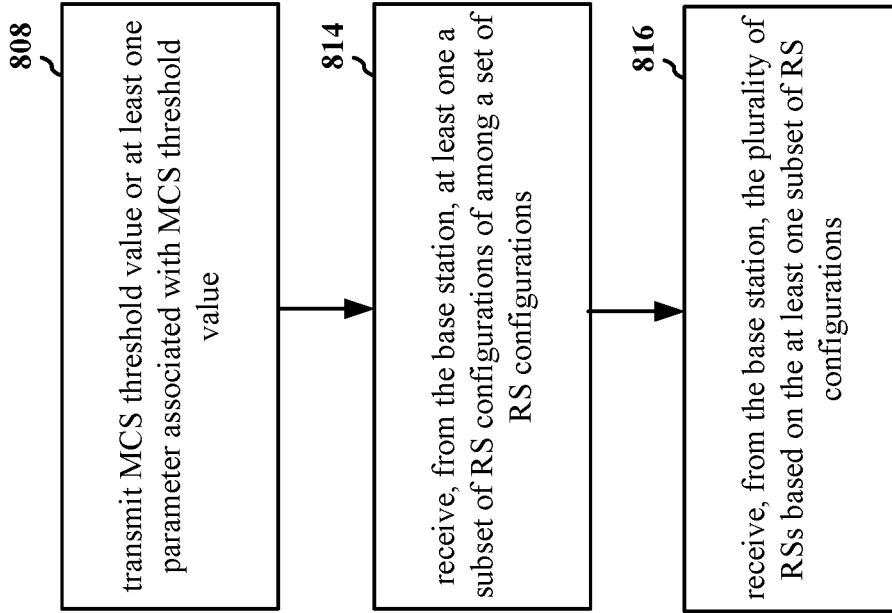 808
transmit MCS threshold value or at least one
parameter associated with MCS threshold
value
814
receive, from the base station, at least one a
subset of RS configurations of among a set of
RS configurations
816
receive, from the base station, the plurality of
RSs based on the at least one subset of RS
configurations